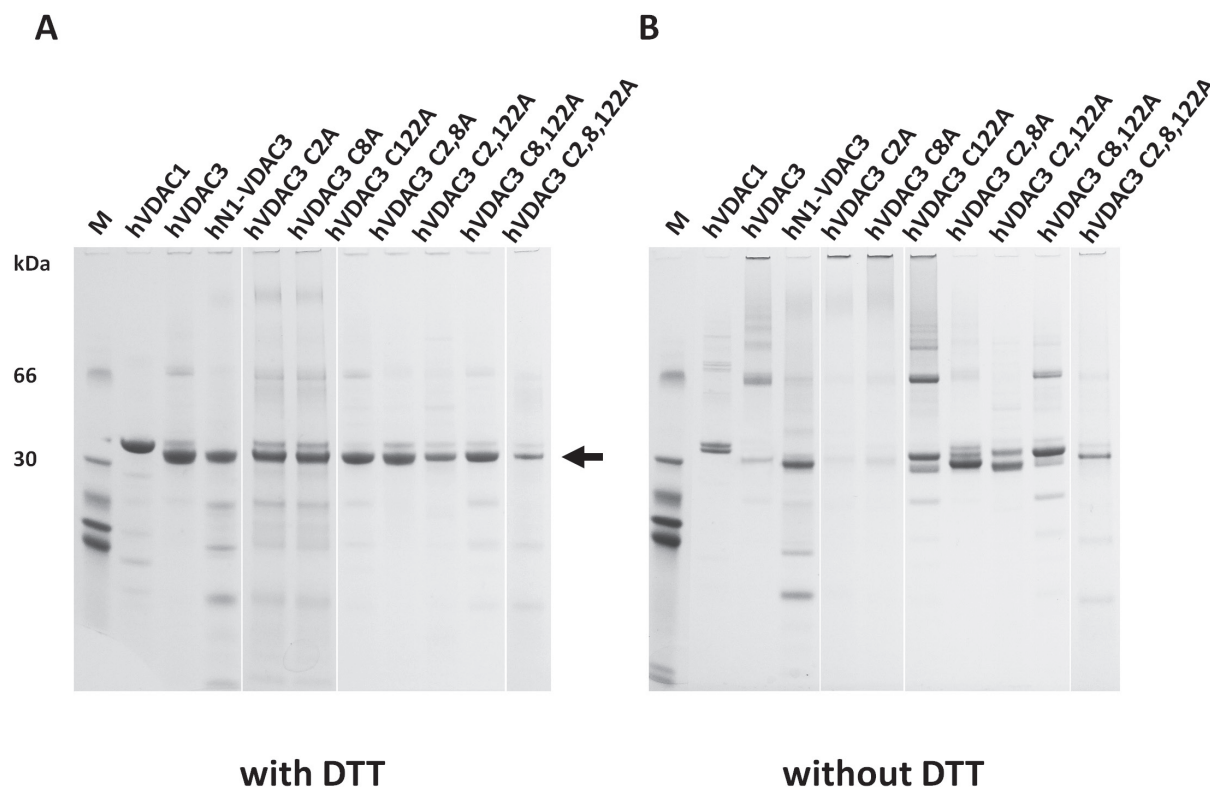 A
B
M
hVDAC1
hVDAC3
hN1-VDAC3
hVDAC3 C2A
hVDAC3 C8A
hVDAC3 C122A
hVDAC3 C2,8A
hVDAC3 C2,122A
hVDAC3 C8,122A
hVDAC3 C2,8,122A
M
hVDAC1
hVDAC3
hN1-VDAC3
hVDAC3 C2A
hVDAC3 C8A
hVDAC3 C122A
hVDAC3 C2,8A
hVDAC3 C2,122A
hVDAC3 C8,122A
hVDAC3 C2,8,122A
kDa
66
30
with DTT
without DTT